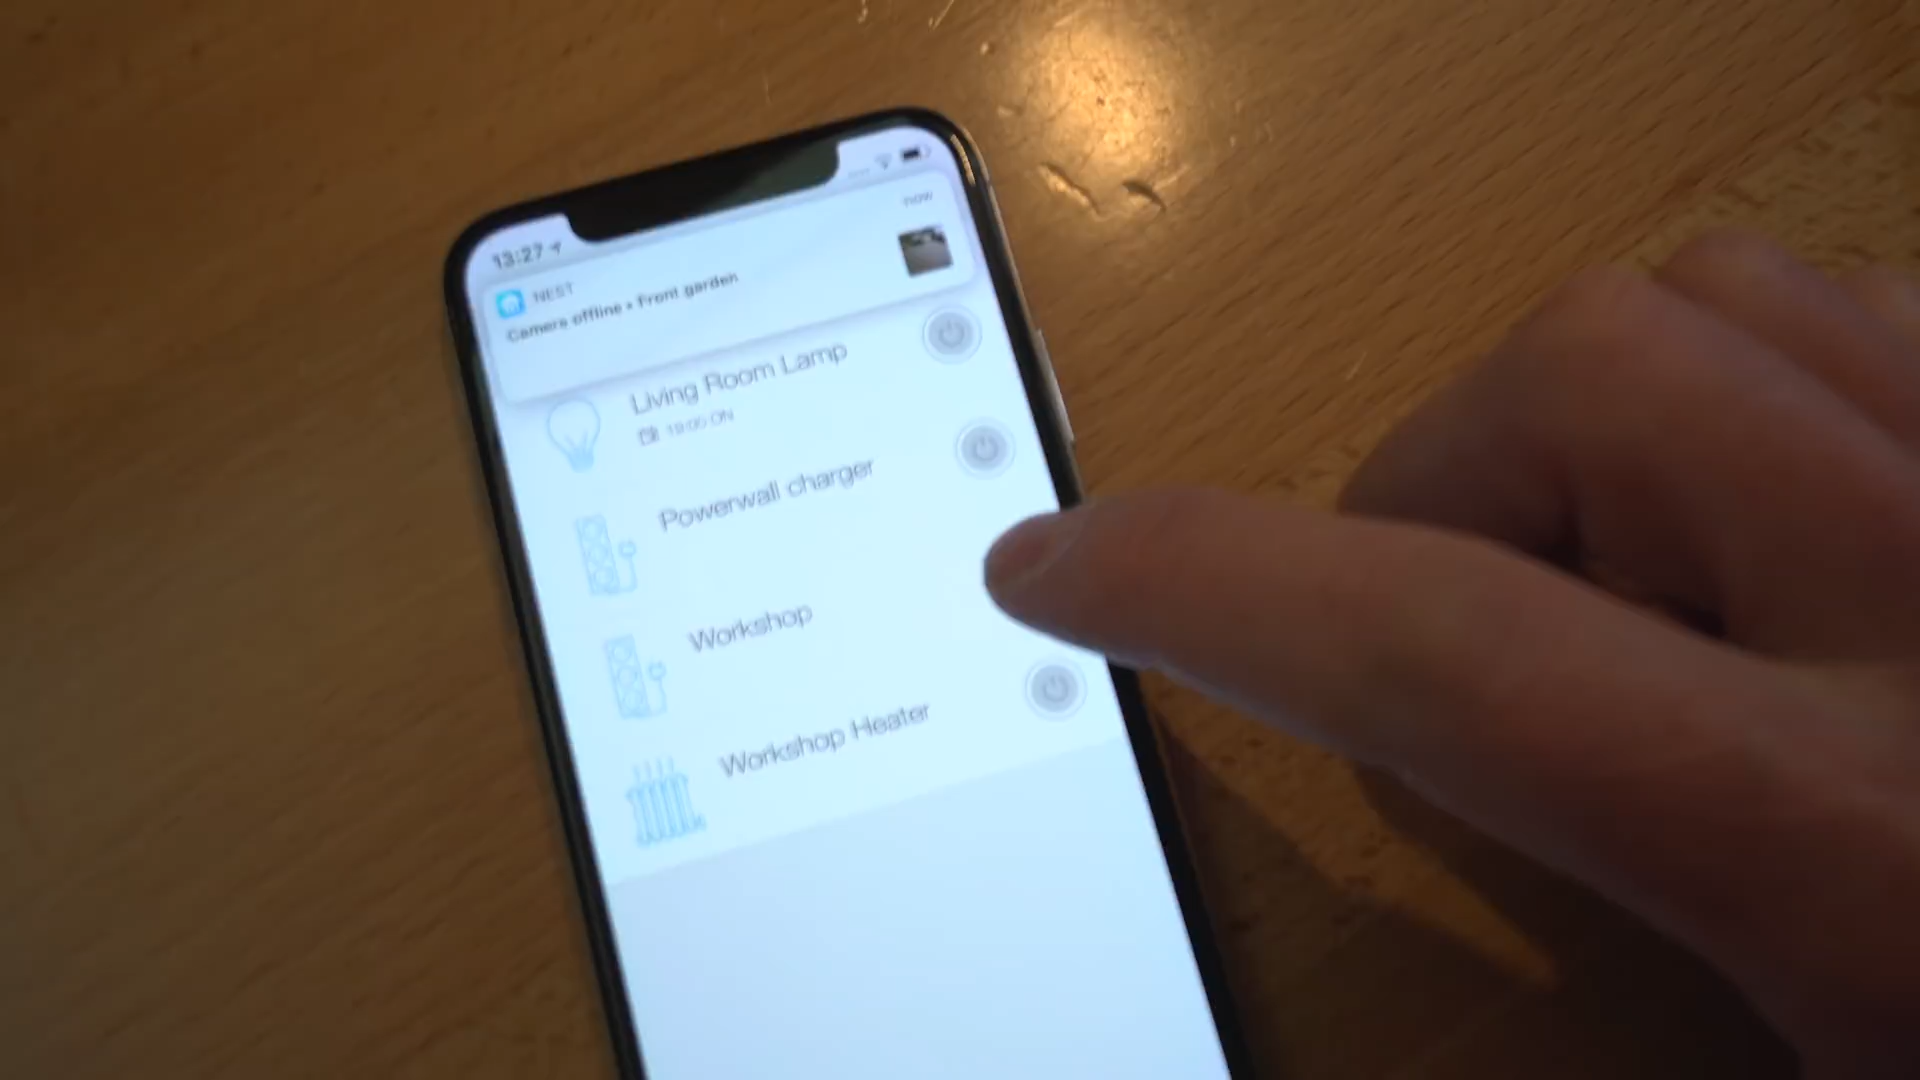 13:27
now
NEST
Camera offline • Front garden
Living Room Lamp
19:00 ON
Powerwall charger
Workshop
Workshop Heater